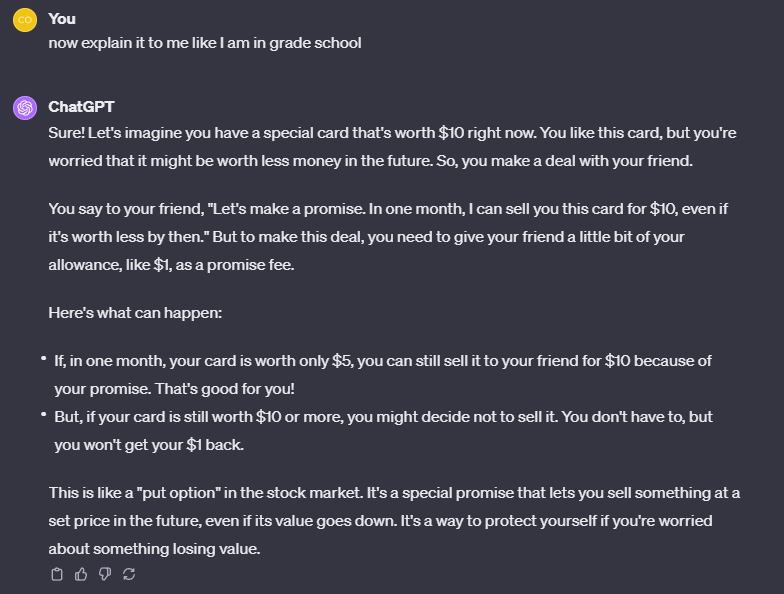 CO
You
now explain it to me like I am in grade school
ChatGPT
Sure! Let's imagine you have a special card that's worth $10 right now. You like this card, but you're
worried that it might be worth less money in the future. So, you make a deal with your friend.
You say to your friend, "Let's make a promise. In one month, I can sell you this card for $10, even if
it's worth less by then." But to make this deal, you need to give your friend a little bit of your
allowance, like $1, as a promise fee.
Here's what can happen:
• If, in one month, your card is worth only $5, you can still sell it to your friend for $10 because of
your promise. That's good for you!
• But, if your card is still worth $10 or more, you might decide not to sell it. You don't have to, but
you won't get your $1 back.
This is like a "put option" in the stock market. It's a special promise that lets you sell something at a
set price in the future, even if its value goes down. It's a way to protect yourself if you're worried
about something losing value.